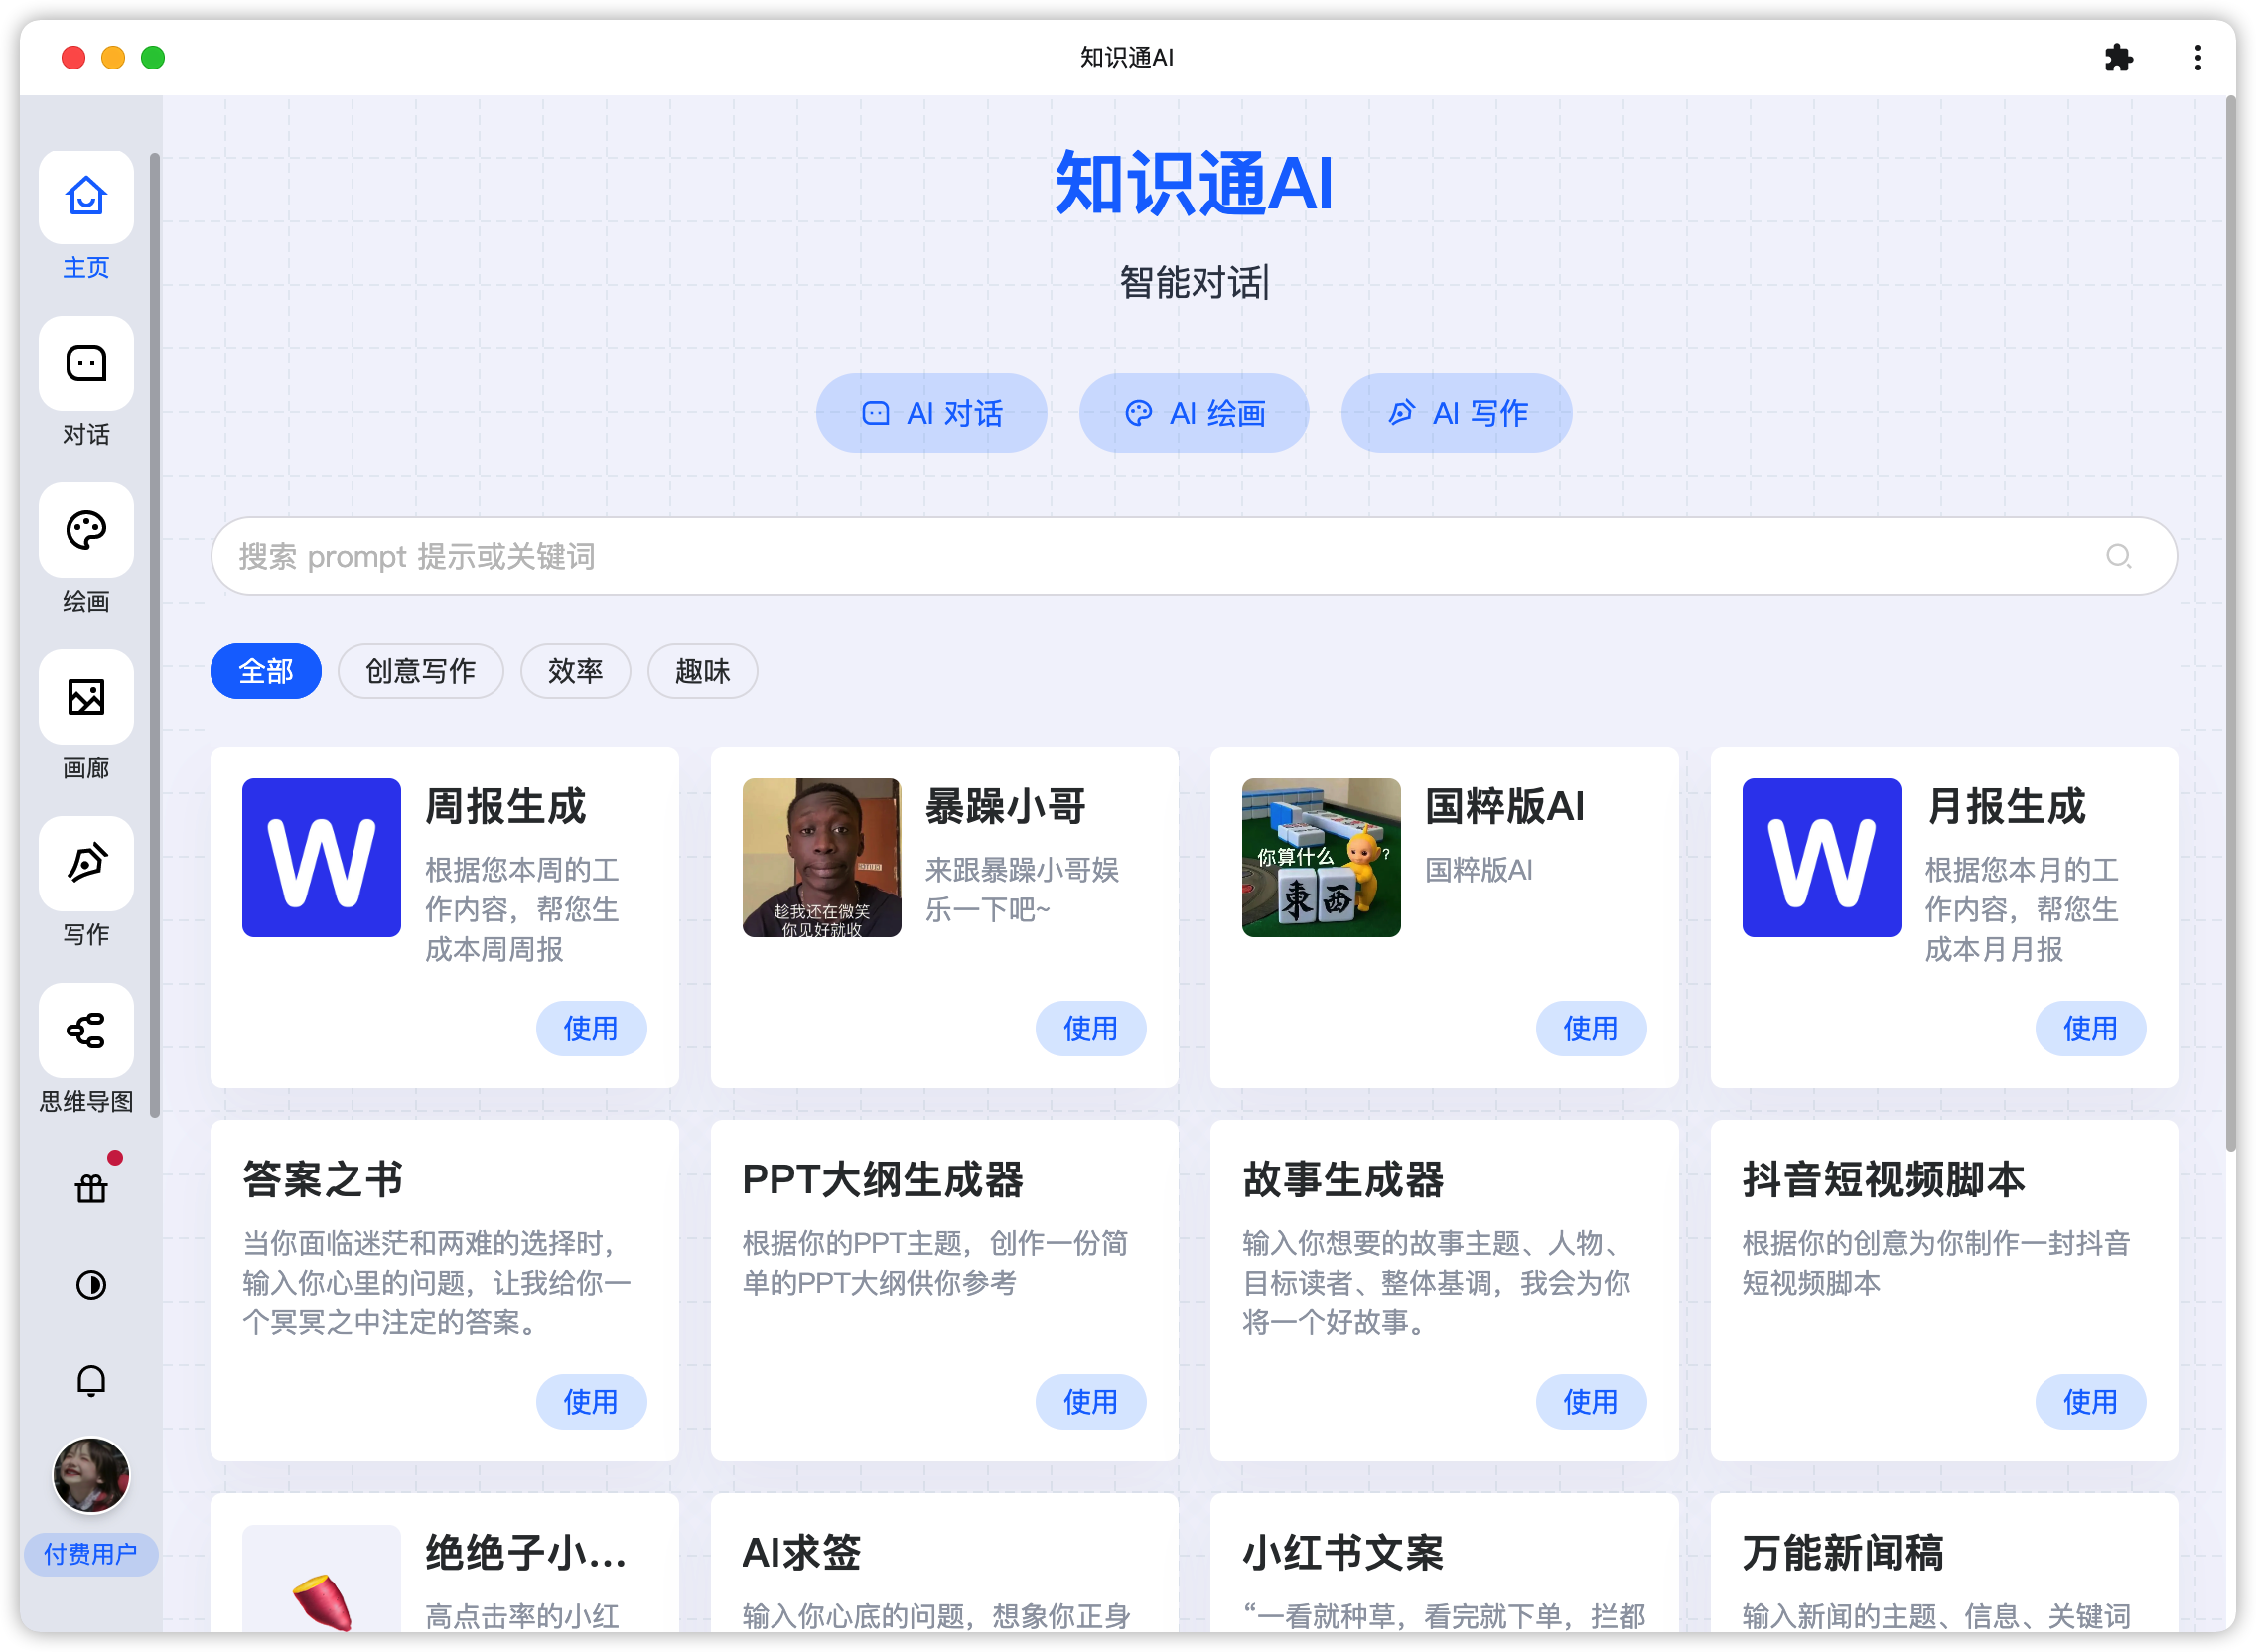 知识通AI
主页
对话
绘画
画廊
写作
思维导图
付费用户
知识通AI
智能对话
AI 对话
AI 绘画
AI 写作
搜索 prompt 提示或关键词
全部
创意写作
效率
趣味
W
周报生成
根据您本周的工
作内容，帮您生
成本周周报
使用
趁我还在微笑
你见好就收
暴躁小哥
来跟暴躁小哥娱
乐一下吧~
使用
你算什么 ?
東 西
国粹版AI
国粹版AI
使用
W
月报生成
根据您本月的工
作内容，帮您生
成本月月报
使用
答案之书
当你面临迷茫和两难的选择时，
输入你心里的问题，让我给你一
个冥冥之中注定的答案。
使用
PPT大纲生成器
根据你的PPT主题，创作一份简
单的PPT大纲供你参考
使用
故事生成器
输入你想要的故事主题、人物、
目标读者、整体基调，我会为你
将一个好故事。
使用
抖音短视频脚本
根据你的创意为你制作一封抖音
短视频脚本
使用
绝绝子小...
高点击率的小红
AI求签
输入你心底的问题，想象你正身
小红书文案
“一看就种草，看完就下单，拦都
万能新闻稿
输入新闻的主题、信息、关键词